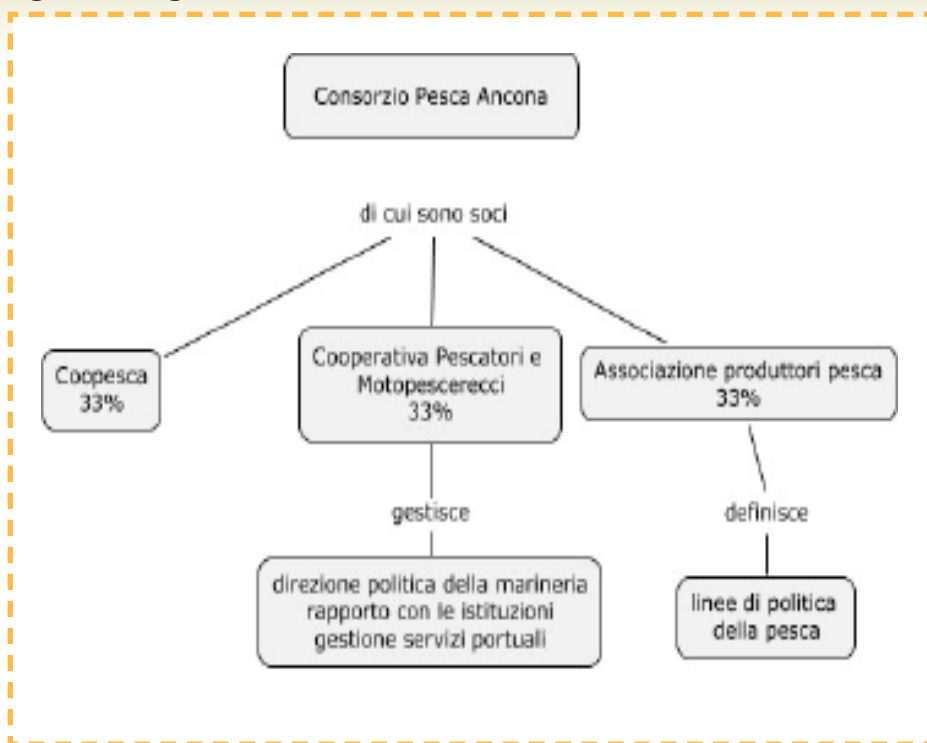 Consorzio Pesca Ancona
di cui sono soci
Coopesca
33%
Cooperativa Pescatori e
Motopescerecci
33%
Associazione produttori pesca
33%
gestisce
definisce
direzione politica della marineria
rapporto con le istituzioni
gestione servizi portuali
linee di politica
della pesca